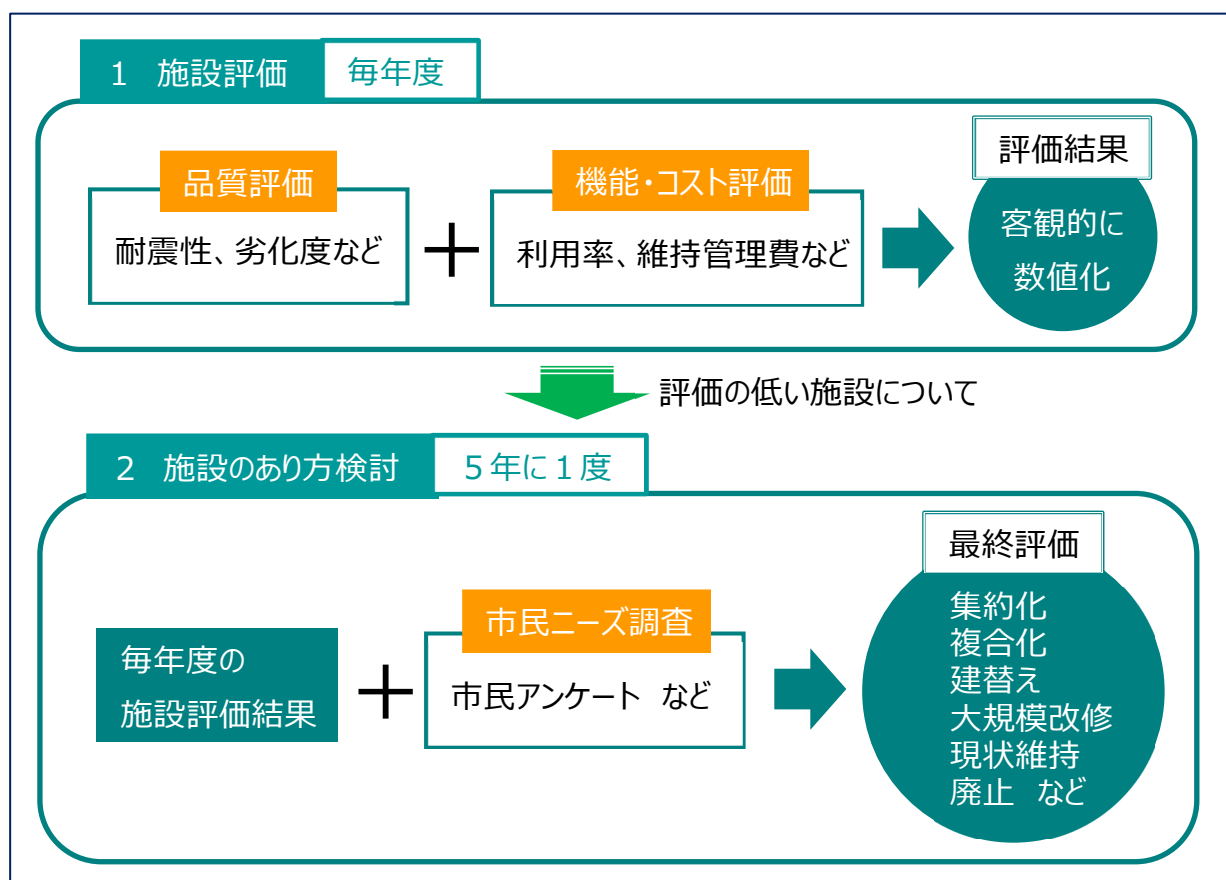 1 施設評価 毎年度
品質評価
耐震性、劣化度など
＋
機能・コスト評価
利用率、維持管理費など
評価結果
客観的に
数値化
評価の低い施設について
2 施設のあり方検討 5年に1度
毎年度の
施設評価結果
＋
市民ニーズ調査
市民アンケート など
最終評価
集約化
複合化
建替え
大規模改修
現状維持
廃止 など